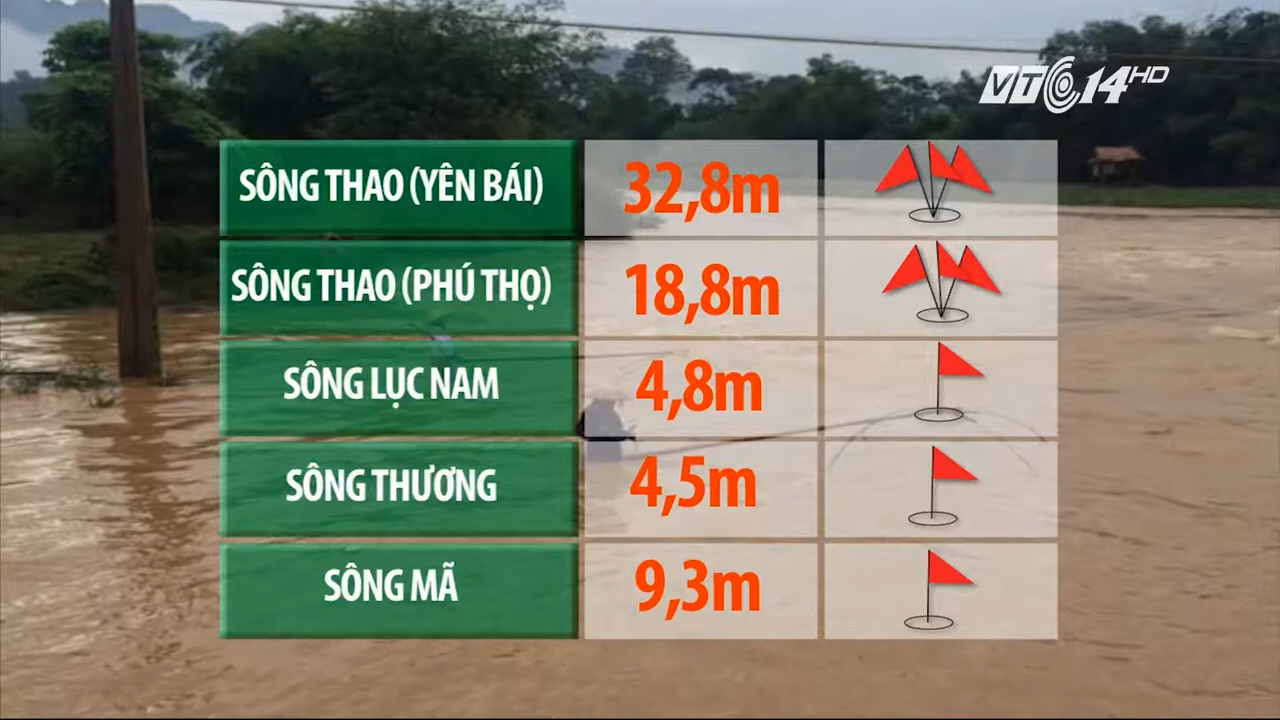 VTC14HD
SÔNG THAO (YÊN BÁI) 32,8m
SÔNG THAO (PHÚ THỌ) 18,8m
SÔNG LỤC NAM 4,8m
SÔNG THƯƠNG 4,5m
SÔNG MÃ 9,3m